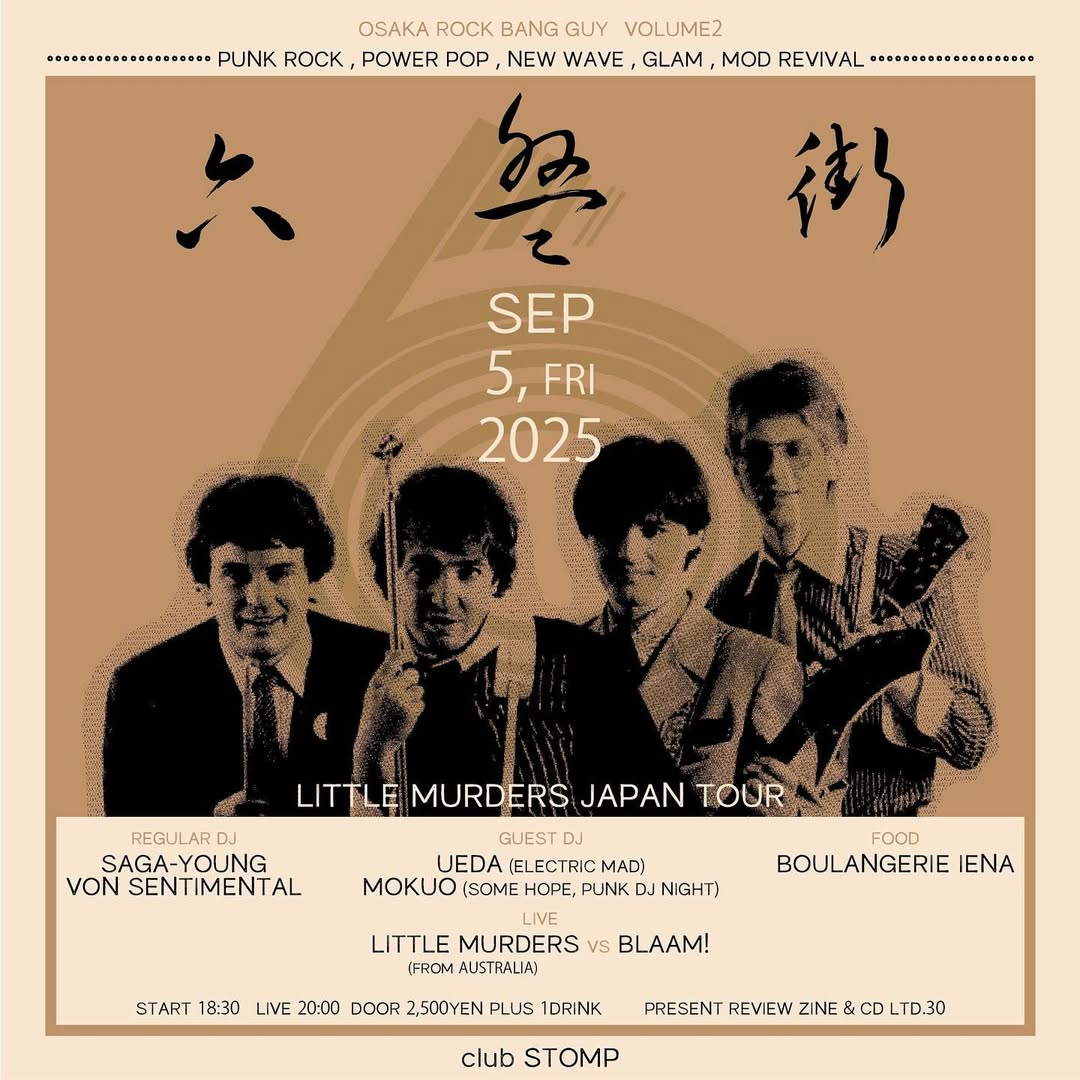 OSAKA ROCK BANG GUY VOLUME2
PUNK ROCK , POWER POP , NEW WAVE , GLAM , MOD REVIVAL
六 盤 街
6
SEP
5, FRI
2025
LITTLE MURDERS JAPAN TOUR
REGULAR DJ
SAGA-YOUNG
VON SENTIMENTAL
GUEST DJ
UEDA (ELECTRIC MAD)
MOKUO (SOME HOPE, PUNK DJ NIGHT)
FOOD
BOULANGERIE IENA
LIVE
LITTLE MURDERS VS BLAAM!
(FROM AUSTRALIA)
START 18:30 LIVE 20:00 DOOR 2,500YEN PLUS 1DRINK PRESENT REVIEW ZINE & CD LTD.30
club STOMP